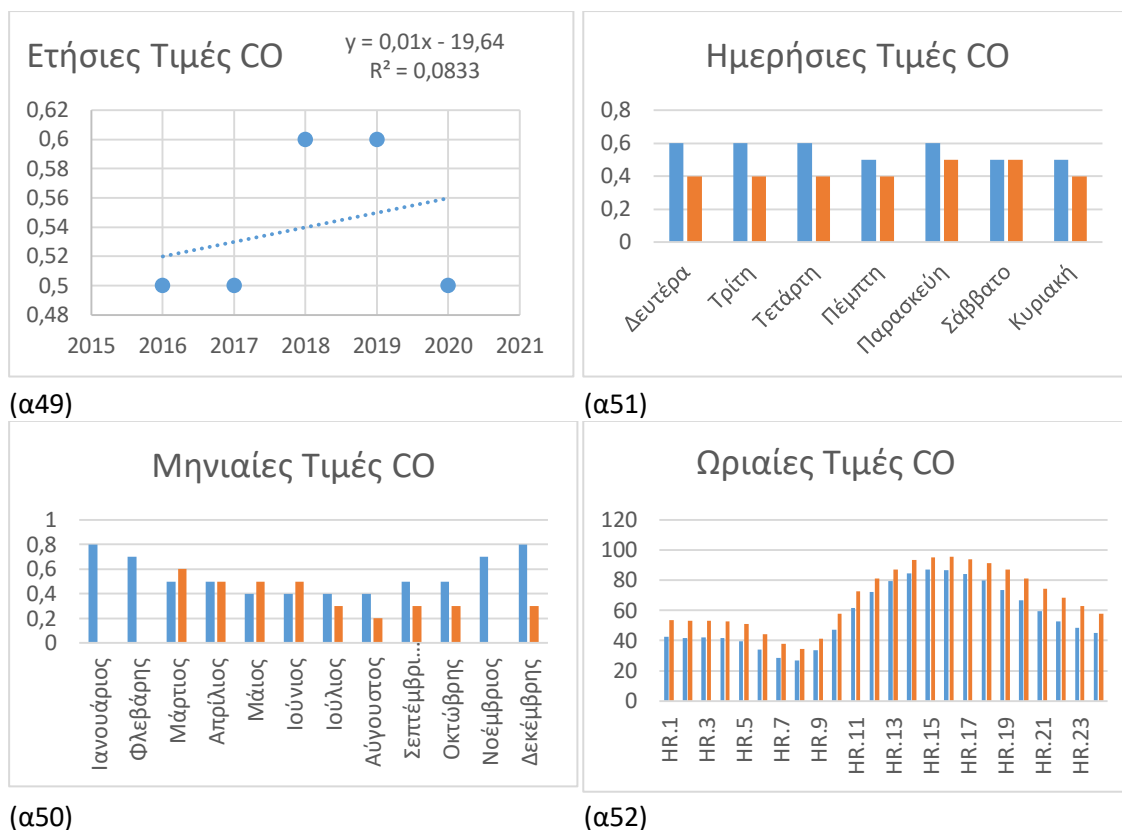 Ετήσιες Τιμές CO
y = 0,01x - 19,64
R² = 0,0833
0,62
0,6
0,58
0,56
0,54
0,52
0,5
0,48
2015 2016 2017 2018 2019 2020 2021
(α49)
Ημερήσιες Τιμές CO
0,8
0,6
0,4
0,2
0
Δευτέρα
Τρίτη
Τετάρτη
Πέμπτη
Παρασκεύη
Σάββατο
Κυριακή
(α51)
Μηνιαίες Τιμές CO
1
0,8
0,6
0,4
0,2
0
Ιανουάριος
Φλεβάρης
Μάρτιος
Απρίλιος
Μάιος
Ιούνιος
Ιούλιος
Αύγουστος
Σεπτέμβρι...
Οκτώβρης
Νοέμβριος
Δεκέμβρης
(α50)
Ωριαίες Τιμές CO
120
100
80
60
40
20
0
HR.1
HR.3
HR.5
HR.7
HR.9
HR.11
HR.13
HR.15
HR.17
HR.19
HR.21
HR.23
(α52)